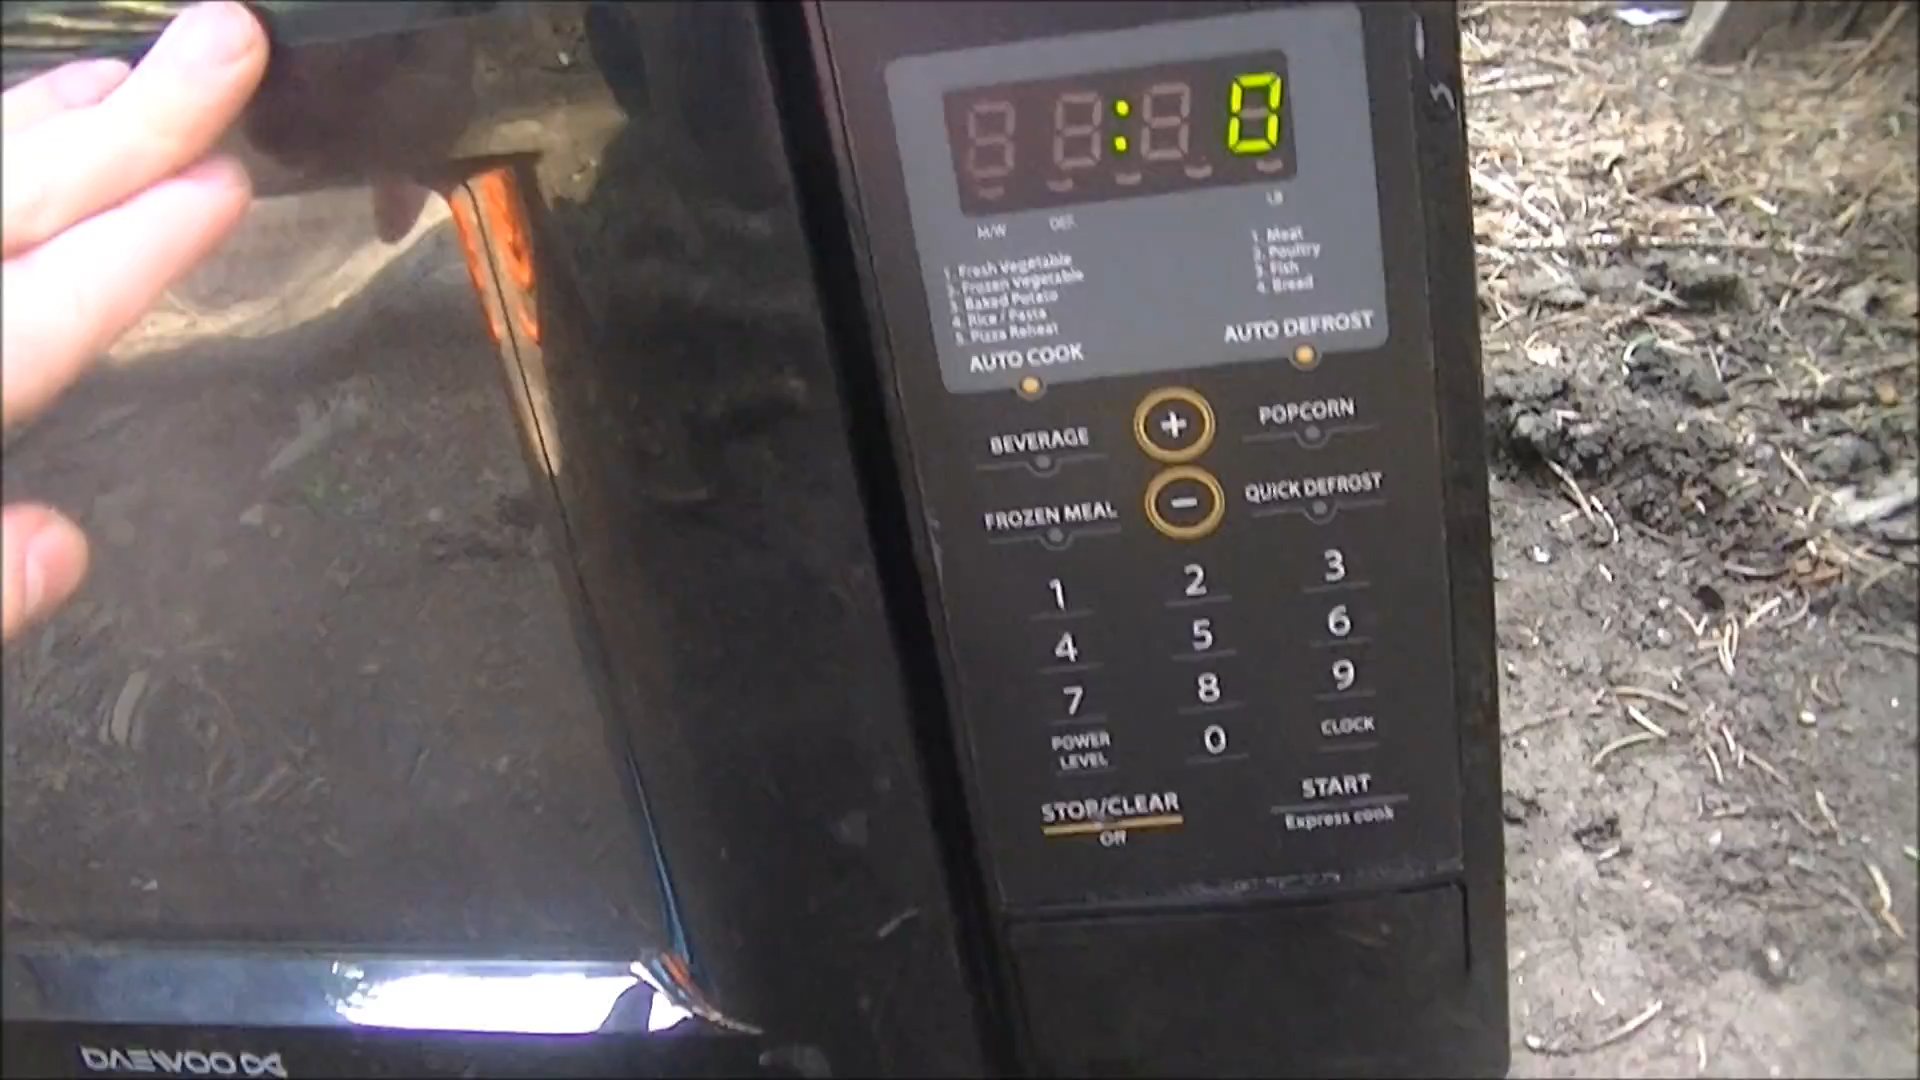 : 0
M/W DEF. LB
1. Fresh Vegetable
2. Frozen Vegetable
3. Baked Potato
4. Rice / Pasta
5. Pizza Reheat
AUTO COOK
1. Meat
2. Poultry
3. Fish
4. Bread
AUTO DEFROST
BEVERAGE + POPCORN
FROZEN MEAL - QUICK DEFROST
1 2 3
4 5 6
7 8 9
POWER
LEVEL
0 CLOCK
STOP/CLEAR
Off
START
Express cook
DAEWOO